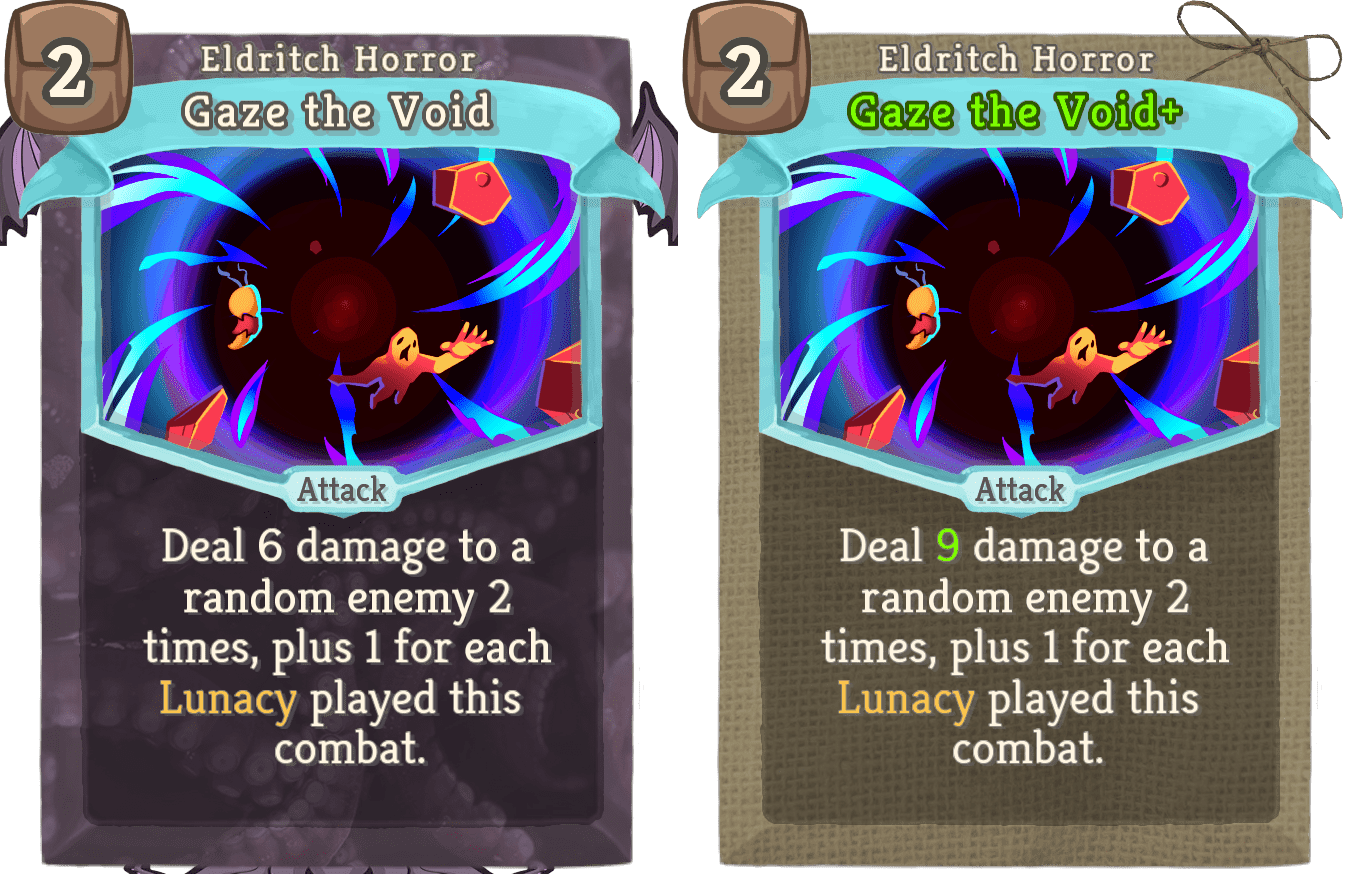 2
Eldritch Horror
Gaze the Void
Attack
Deal 6 damage to a
random enemy 2
times, plus 1 for each
Lunacy played this
combat.
2
Eldritch Horror
Gaze the Void+
Attack
Deal 9 damage to a
random enemy 2
times, plus 1 for each
Lunacy played this
combat.